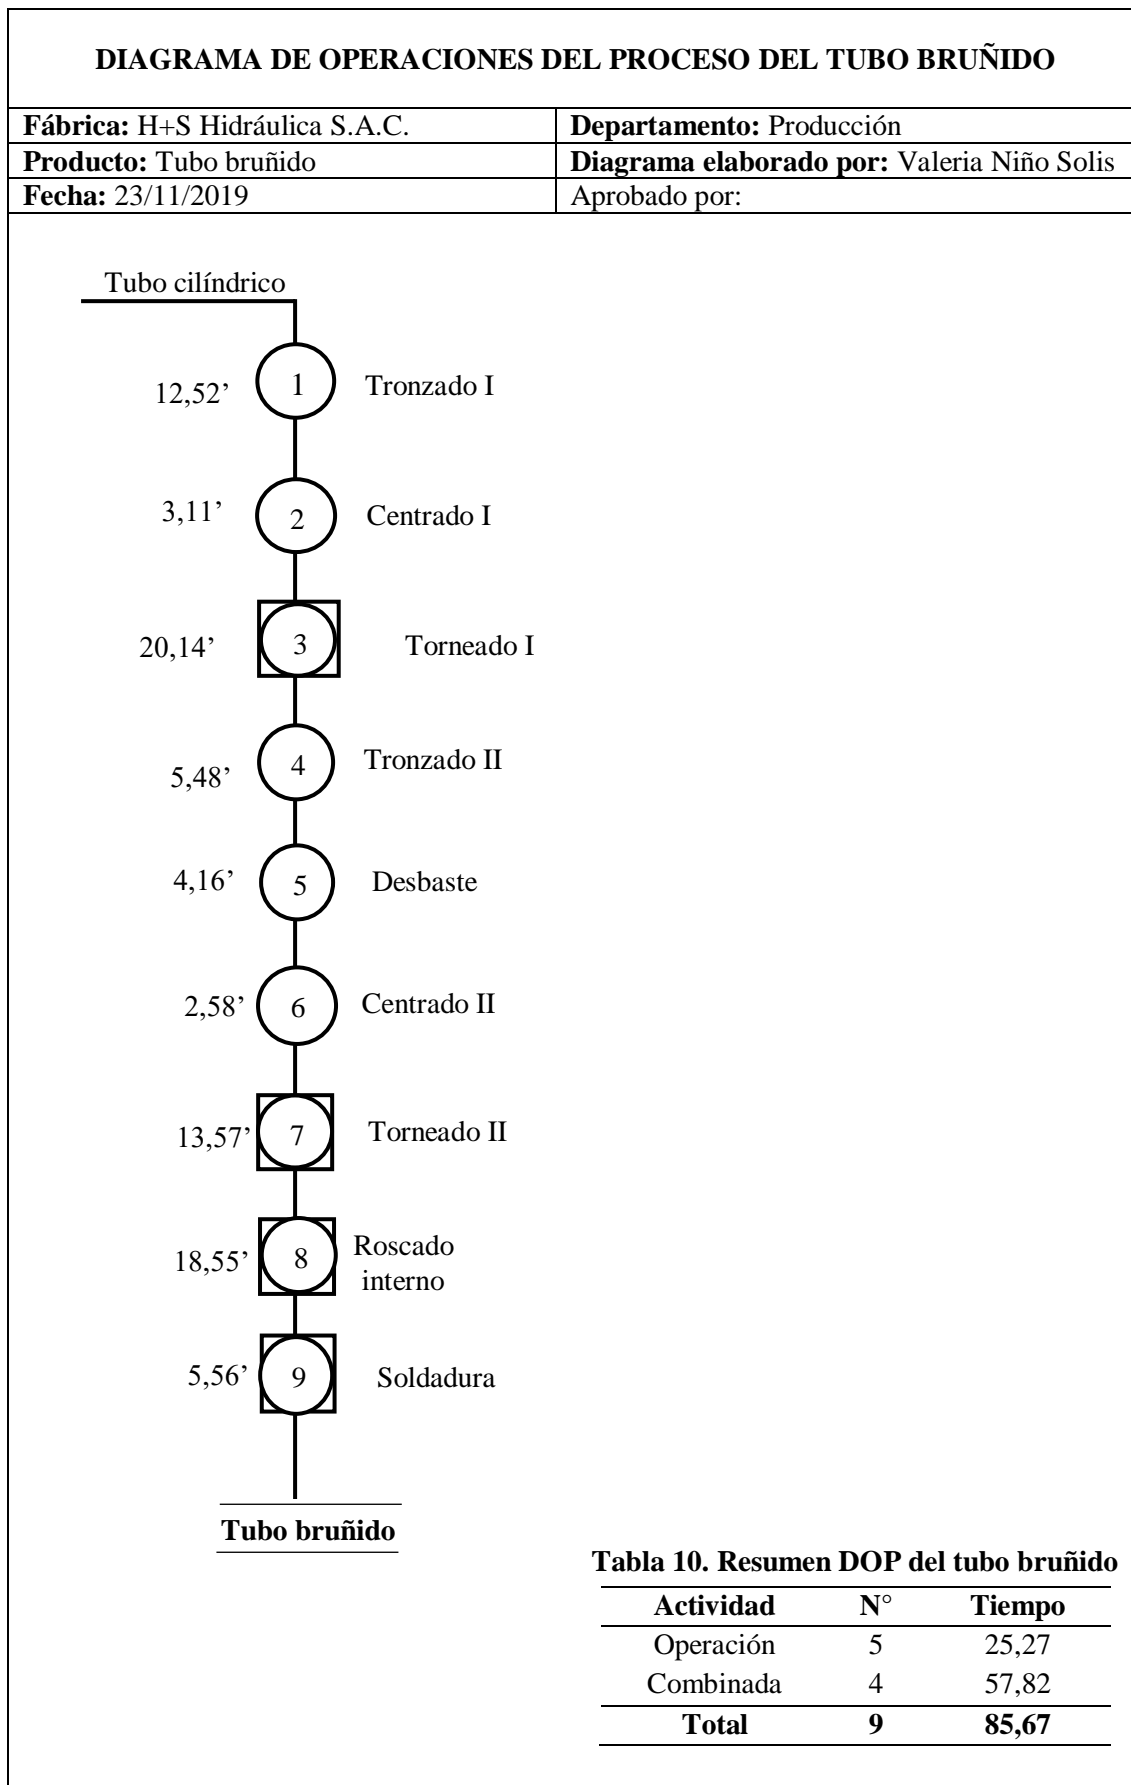 DIAGRAMA DE OPERACIONES DEL PROCESO DEL TUBO BRUÑIDO
Fábrica: H+S Hidráulica S.A.C.
Departamento: Producción
Producto: Tubo bruñido
Diagrama elaborado por: Valeria Niño Solis
Fecha: 23/11/2019
Aprobado por:
Tubo cilíndrico
12,52’ 1 Tronzado I
3,11’ 2 Centrado I
20,14’ 3 Torneado I
5,48’ 4 Tronzado II
4,16’ 5 Desbaste
2,58’ 6 Centrado II
13,57’ 7 Torneado II
18,55’ 8 Roscado
interno
5,56’ 9 Soldadura
Tubo bruñido
Tabla 10. Resumen DOP del tubo bruñido
Actividad N° Tiempo
Operación 5 25,27
Combinada 4 57,82
Total 9 85,67